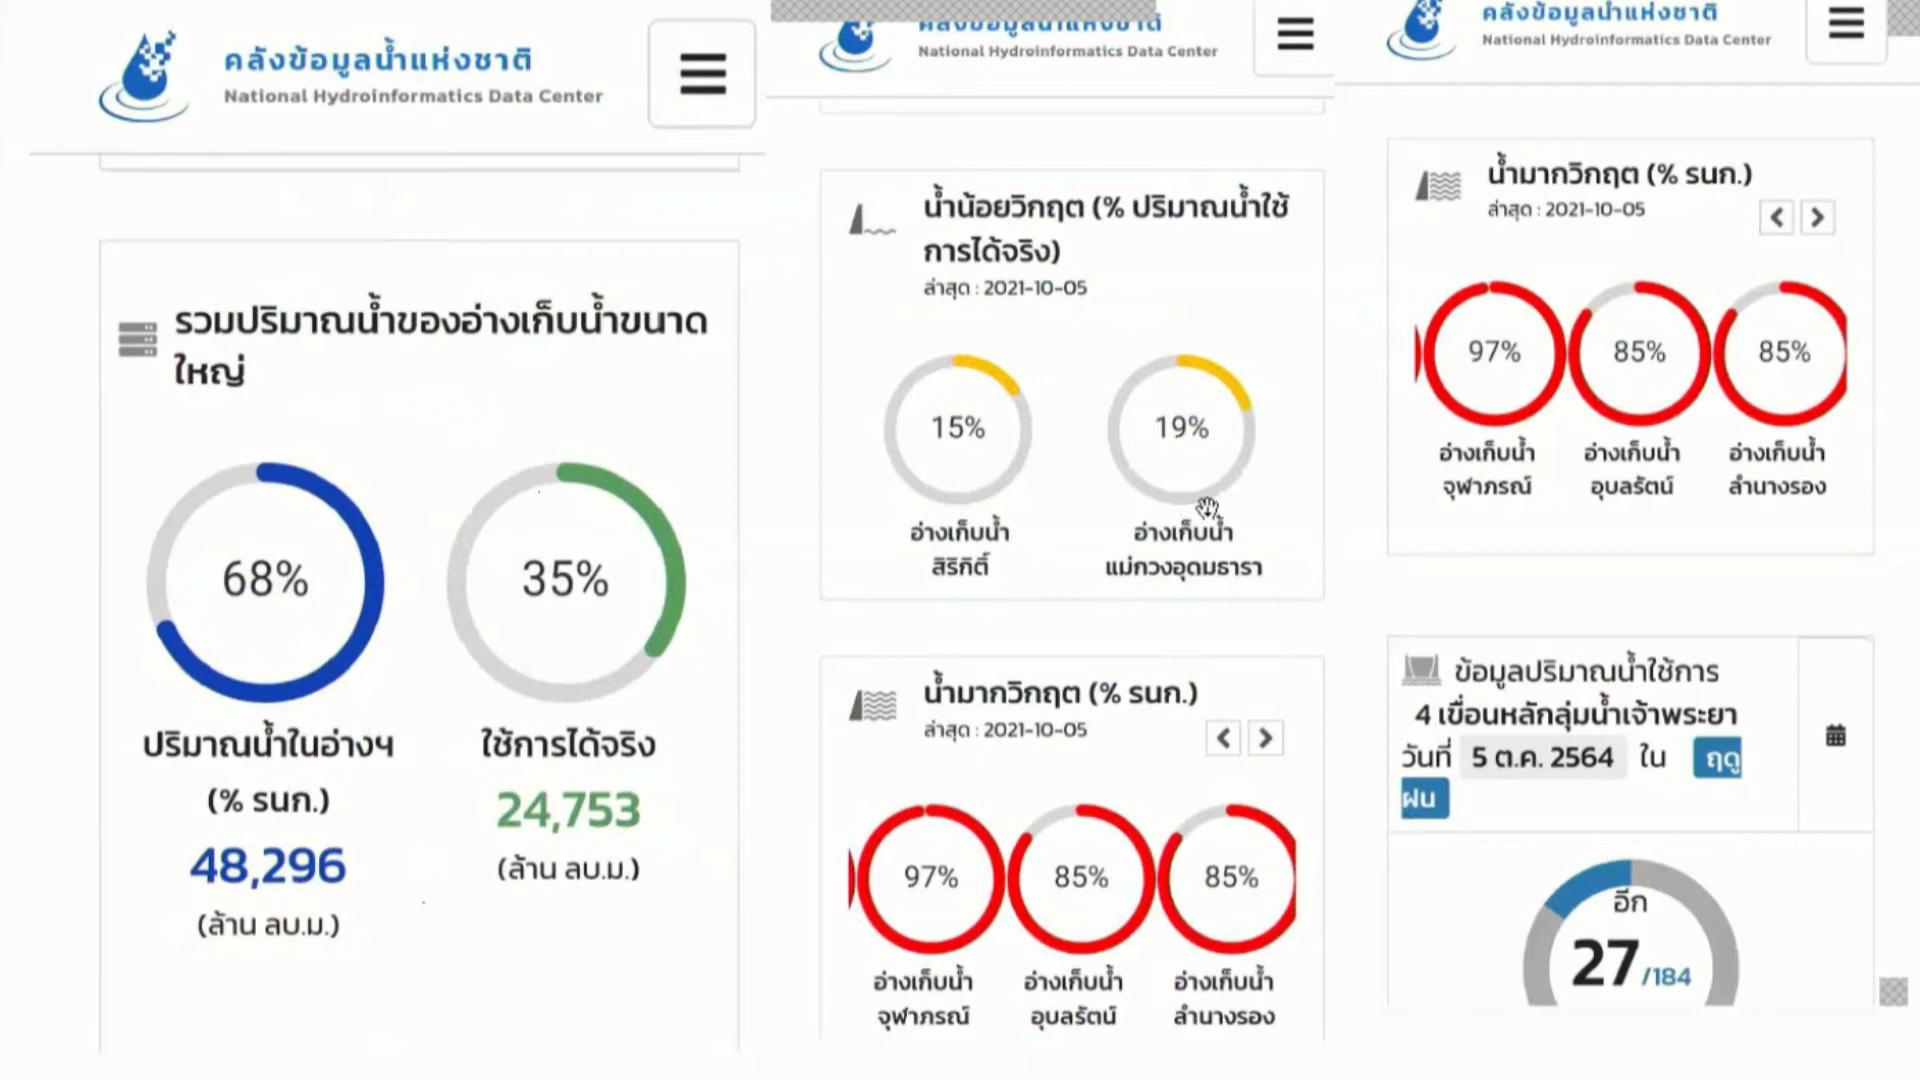 คลังข้อมูลน้ำแห่งชาติ
National Hydroinformatics Data Center
รวมปริมาณน้ำของอ่างเก็บน้ำขนาด
ใหญ่
68%
35%
ปริมาณน้ำในอ่างฯ
(% รนก.)
48,296
(ล้าน ลบ.ม.)
ใช้การได้จริง
24,753
(ล้าน ลบ.ม.)
คลังข้อมูลน้ำแห่งชาติ
National Hydroinformatics Data Center
น้ำน้อยวิกฤต (% ปริมาณน้ำใช้
การได้จริง)
ล่าสุด : 2021-10-05
15%
19%
อ่างเก็บน้ำ
สิริกิติ์
อ่างเก็บน้ำ
แม่กวงอุดมธารา
น้ำมากวิกฤต (% รนก.)
ล่าสุด : 2021-10-05
97%
85%
85%
อ่างเก็บน้ำ
จุฬาภรณ์
อ่างเก็บน้ำ
อุบลรัตน์
อ่างเก็บน้ำ
ลำนางรอง
คลังข้อมูลน้ำแห่งชาติ
National Hydroinformatics Data Center
น้ำมากวิกฤต (% รนก.)
ล่าสุด : 2021-10-05
97%
85%
85%
อ่างเก็บน้ำ
จุฬาภรณ์
อ่างเก็บน้ำ
อุบลรัตน์
อ่างเก็บน้ำ
ลำนางรอง
ข้อมูลปริมาณน้ำใช้การ
4 เขื่อนหลักลุ่มน้ำเจ้าพระยา
วันที่ 5 ต.ค. 2564 ใน ฤดู
ฝน
อีก
27/184